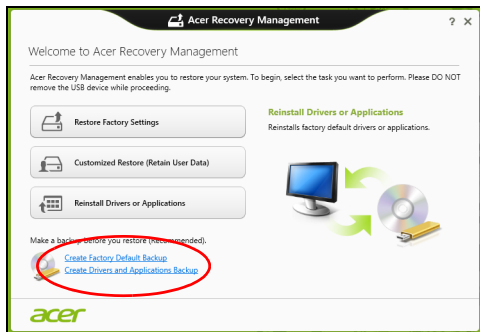 Acer Recovery Management
? ×
Welcome to Acer Recovery Management
Acer Recovery Management enables you to restore your system. To begin, select the task you want to perform. Please DO NOT
remove the USB device while proceeding.
Restore Factory Settings
Customized Restore (Retain User Data)
Reinstall Drivers or Applications
Reinstall Drivers or Applications
Reinstalls factory default drivers or applications.
Make a backup before you restore (Recommended).
Create Factory Default Backup
Create Drivers and Applications Backup
acer